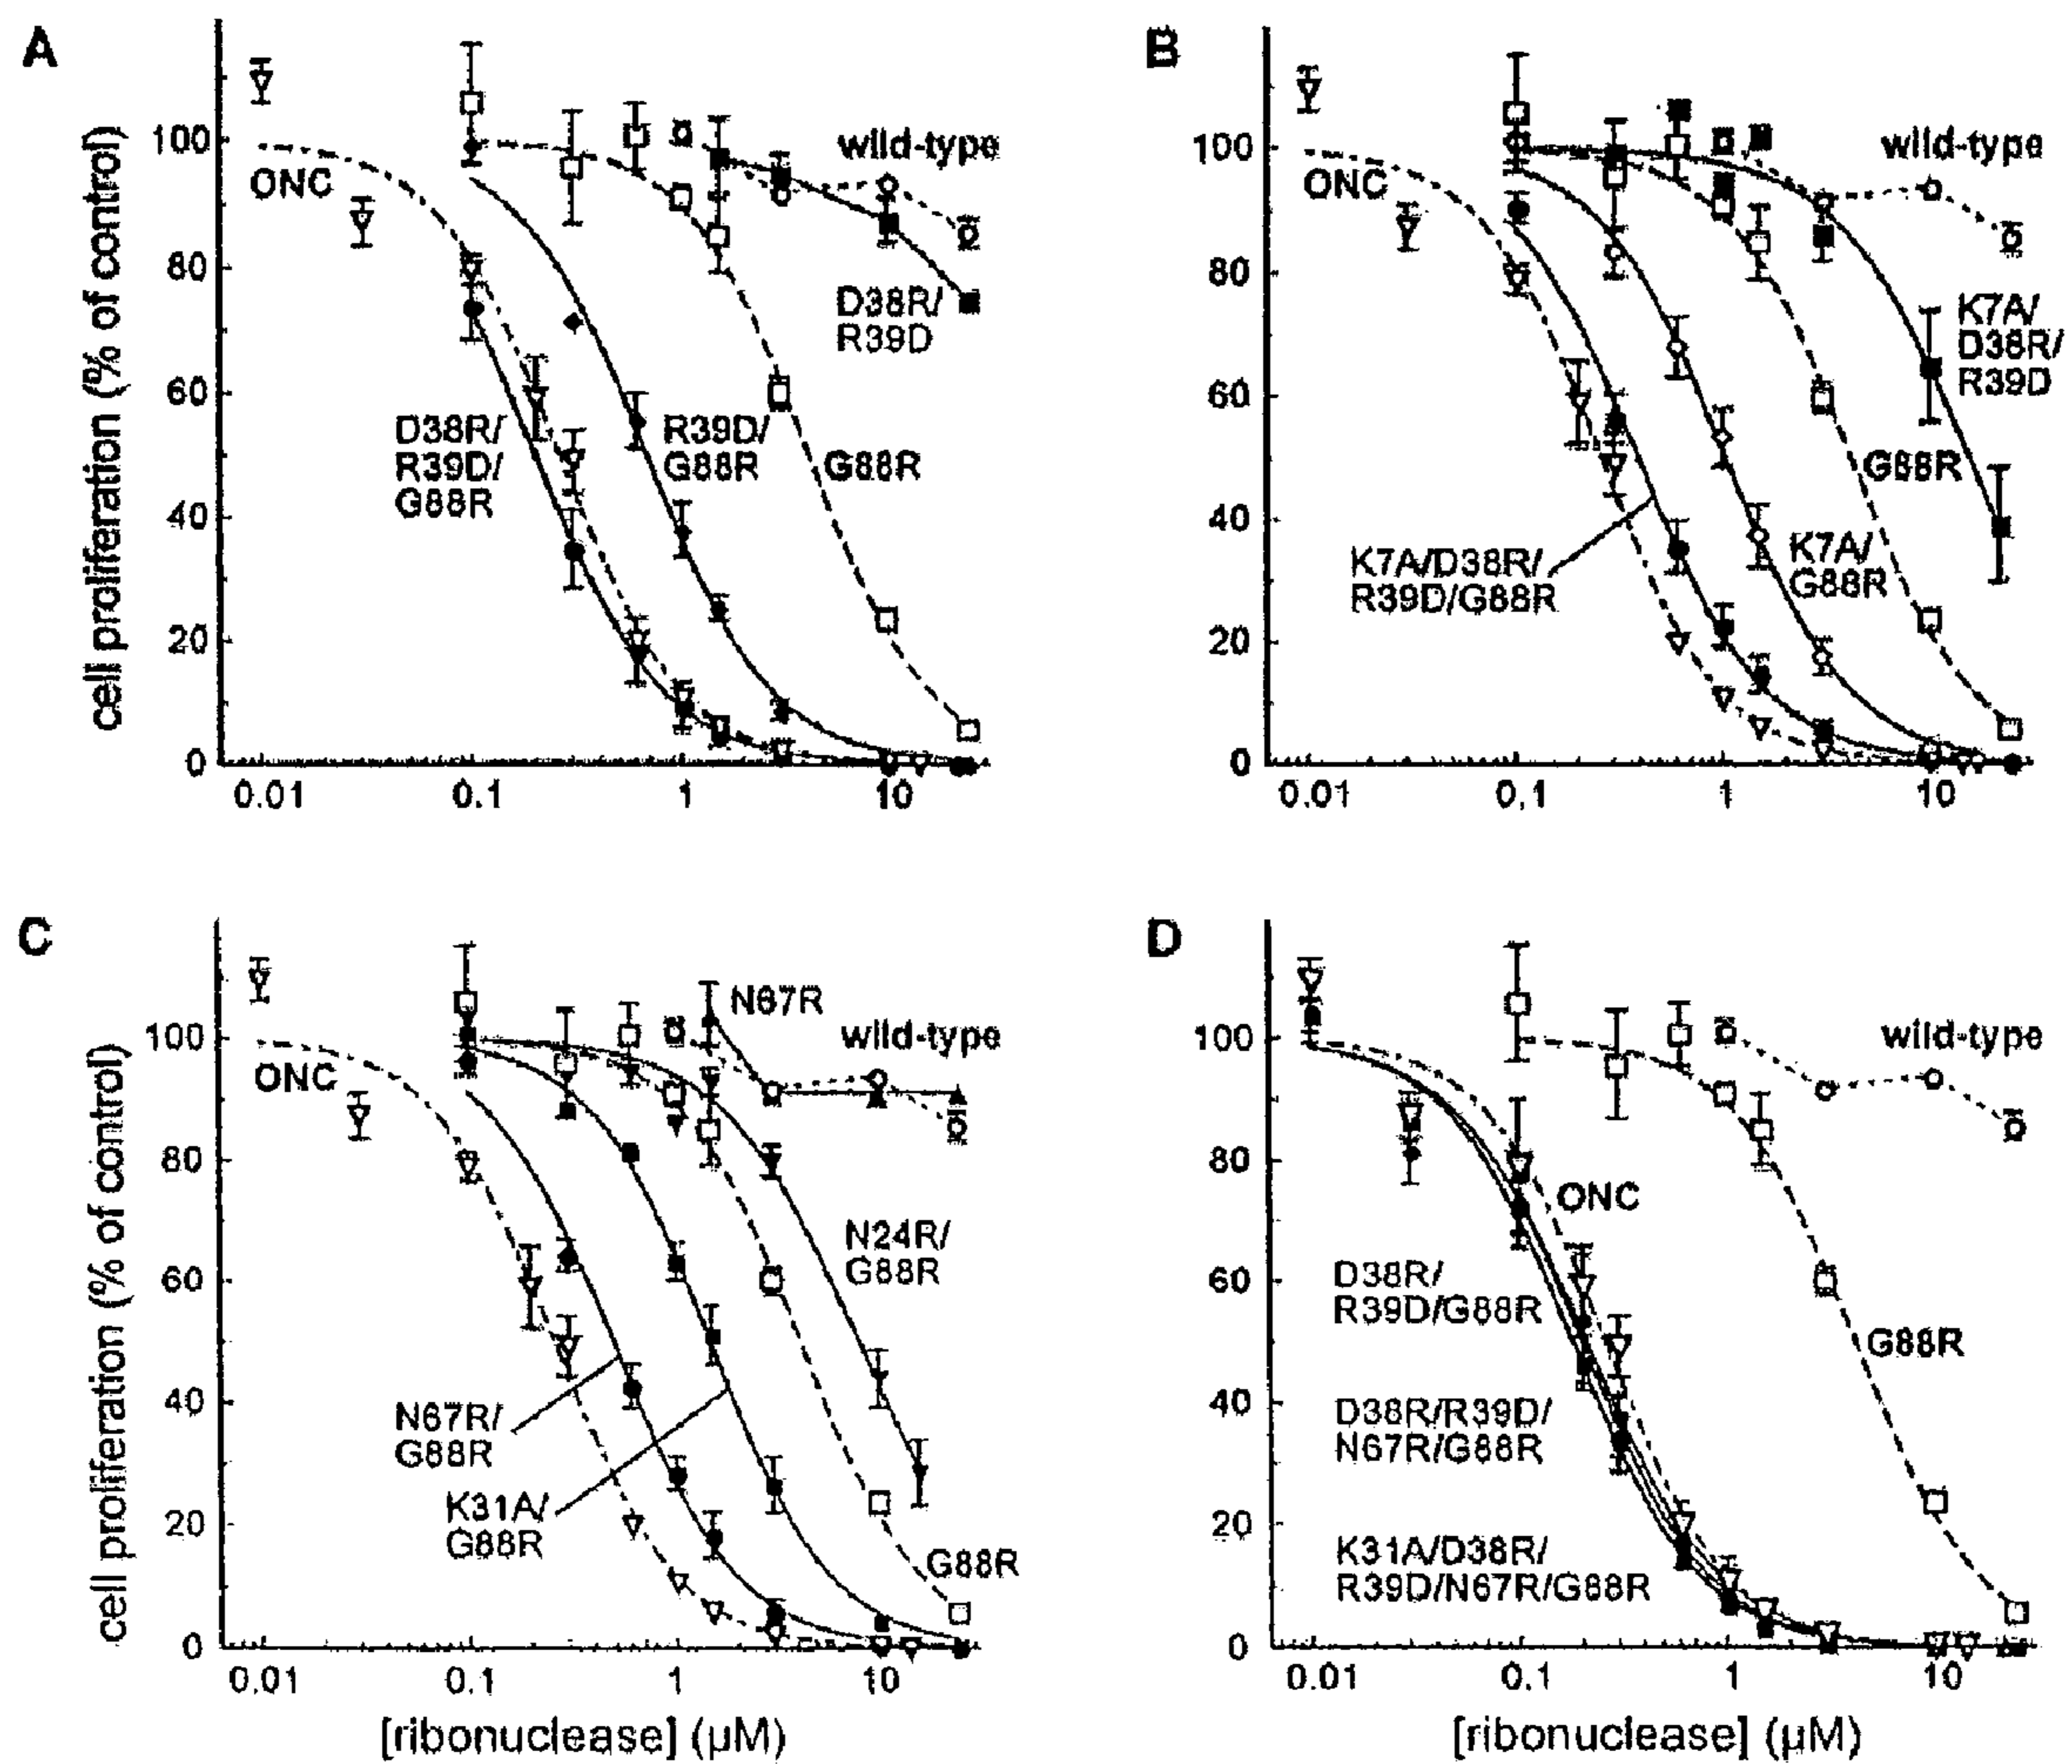 A
cell proliferation (% of control)
100
80
60
40
20
0
0.01
0.1
1
10
ONC
wild-type
D38R/
R39D
D38R/
R39D/
G88R
R39D/
G88R
G88R
B
100
80
60
40
20
0
0.01
0.1
1
10
ONC
wild-type
K7A/
D38R/
R39D
G88R
K7A/D38R/
R39D/G88R
K7A/
G88R
C
cell proliferation (% of control)
100
80
60
40
20
0
0.01
0.1
1
10
[ribonuclease] (μM)
N67R
wild-type
ONC
N24R/
G88R
N67R/
G88R
K31A/
G88R
G88R
D
100
80
60
40
20
0
0.01
0.1
1
10
[ribonuclease] (μM)
wild-type
ONC
D38R/
R39D/G88R
G88R
D38R/R39D/
N67R/G88R
K31A/D38R/
R39D/N67R/G88R